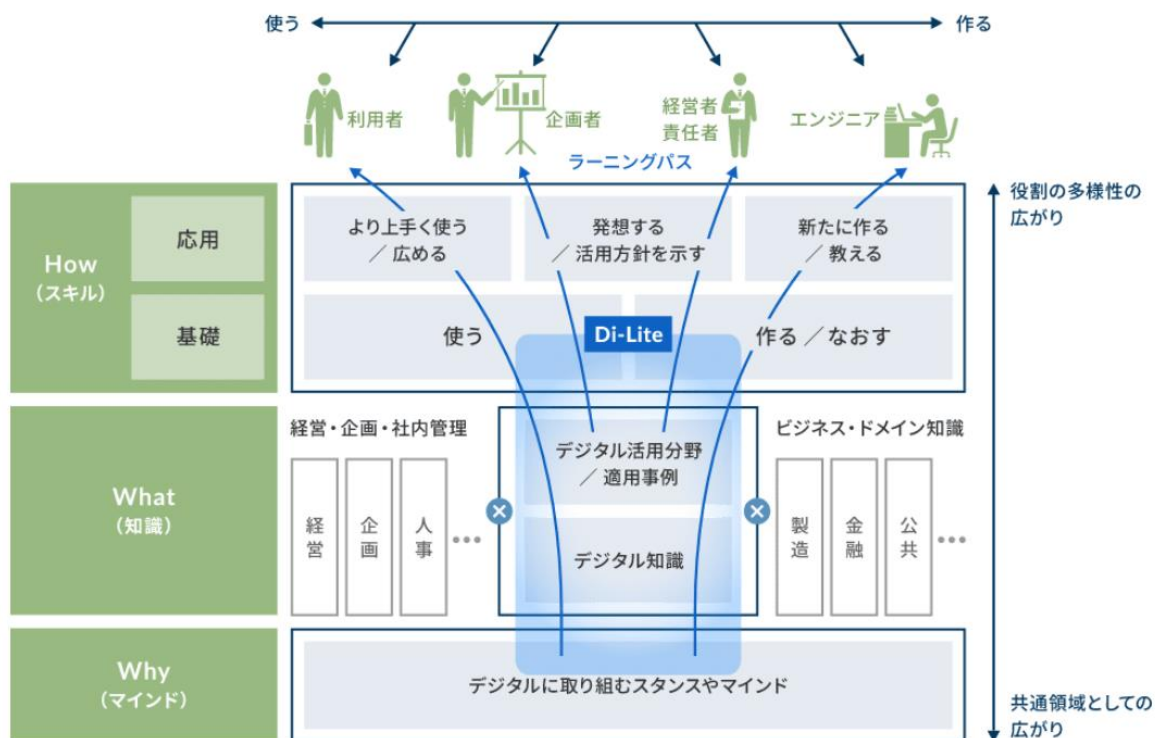 使う
作る
利用者
企画者
経営者
責任者
エンジニア
ラーニングパス
How
(スキル)
応用
基礎
より上手く使う
／広める
発想する
／活用方針を示す
新たに作る
／教える
使う
Di-Lite
作る／なおす
役割の多様性の
広がり
What
(知識)
経営・企画・社内管理
経営
企画
人事
•••
デジタル活用分野
／適用事例
デジタル知識
ビジネス・ドメイン知識
製造
金融
公共
•••
Why
(マインド)
デジタルに取り組むスタンスやマインド
共通領域としての
広がり